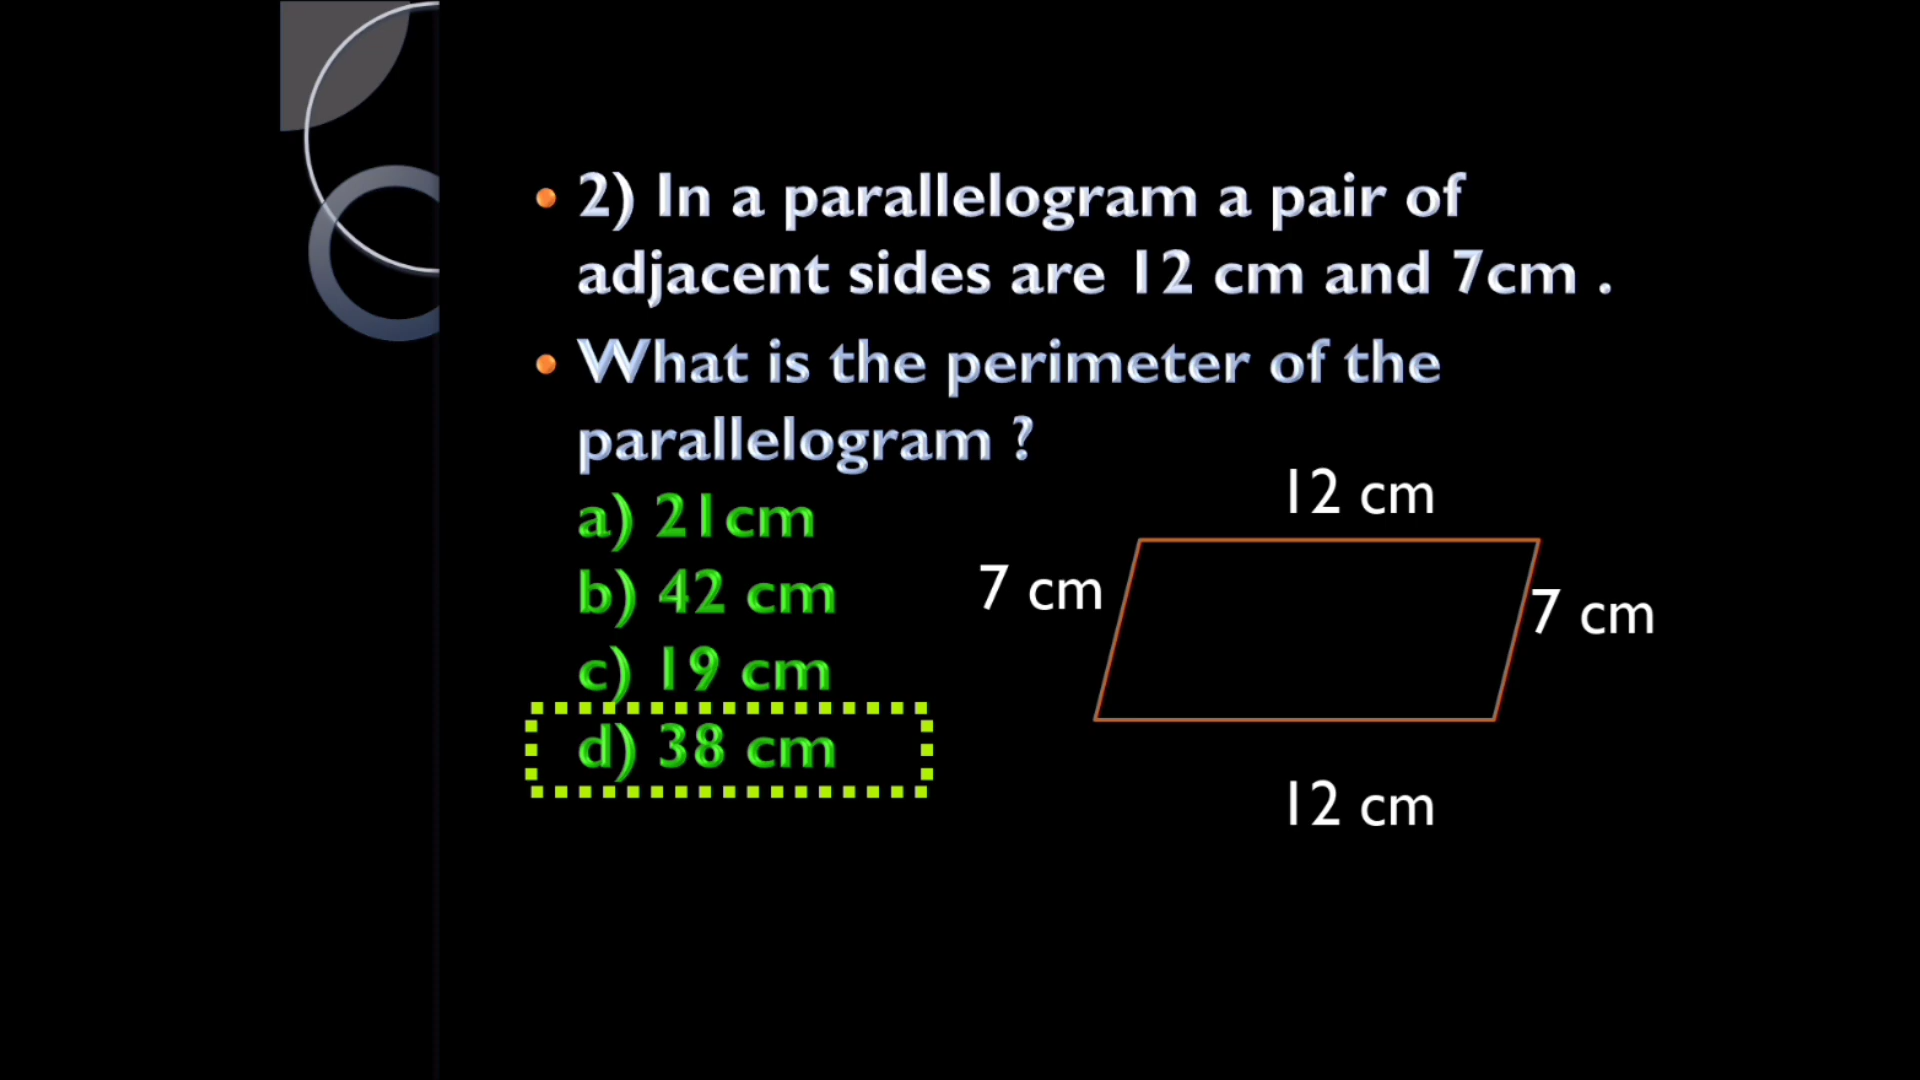 2) In a parallelogram a pair of
adjacent sides are 12 cm and 7cm .
What is the perimeter of the
parallelogram ?
a) 21cm
b) 42 cm
c) 19 cm
d) 38 cm
12 cm
7 cm
7 cm
12 cm